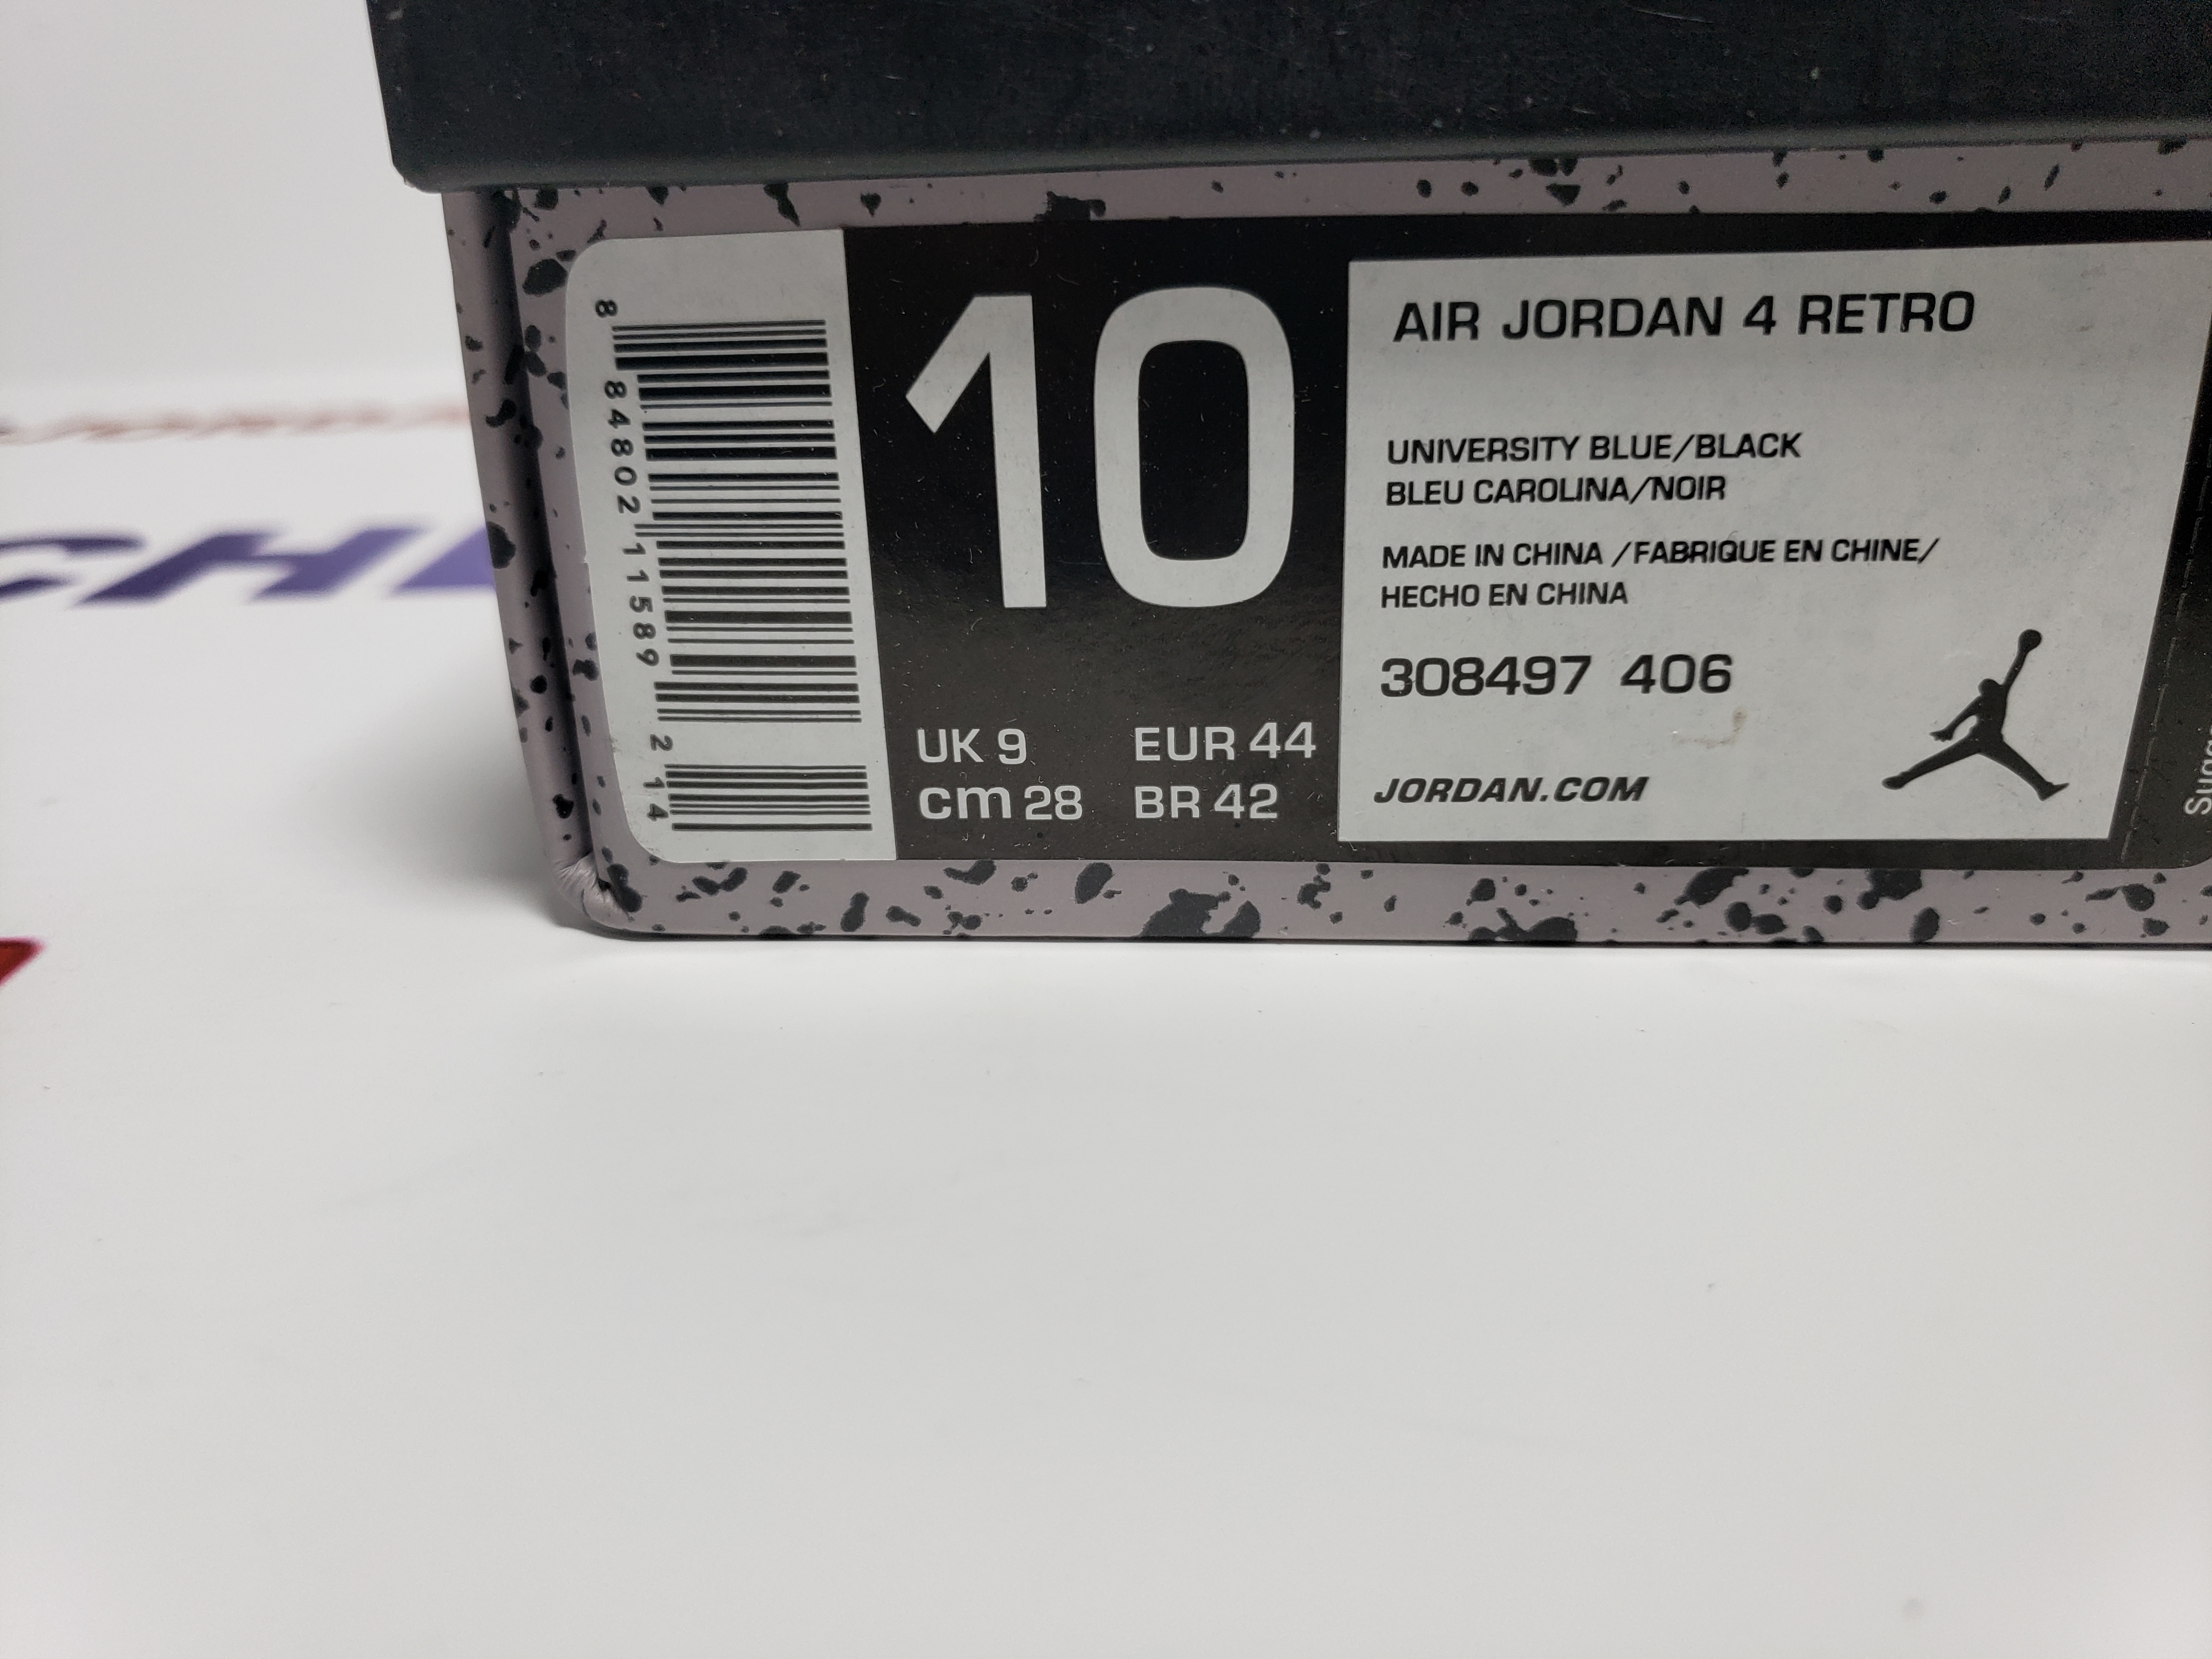 8 84802 11589 2 14
10
UK 9 EUR 44
cm 28 BR 42
AIR JORDAN 4 RETRO
UNIVERSITY BLUE/BLACK
BLEU CAROLINA/NOIR
MADE IN CHINA /FABRIQUE EN CHINE/
HECHO EN CHINA
308497 406
JORDAN.COM